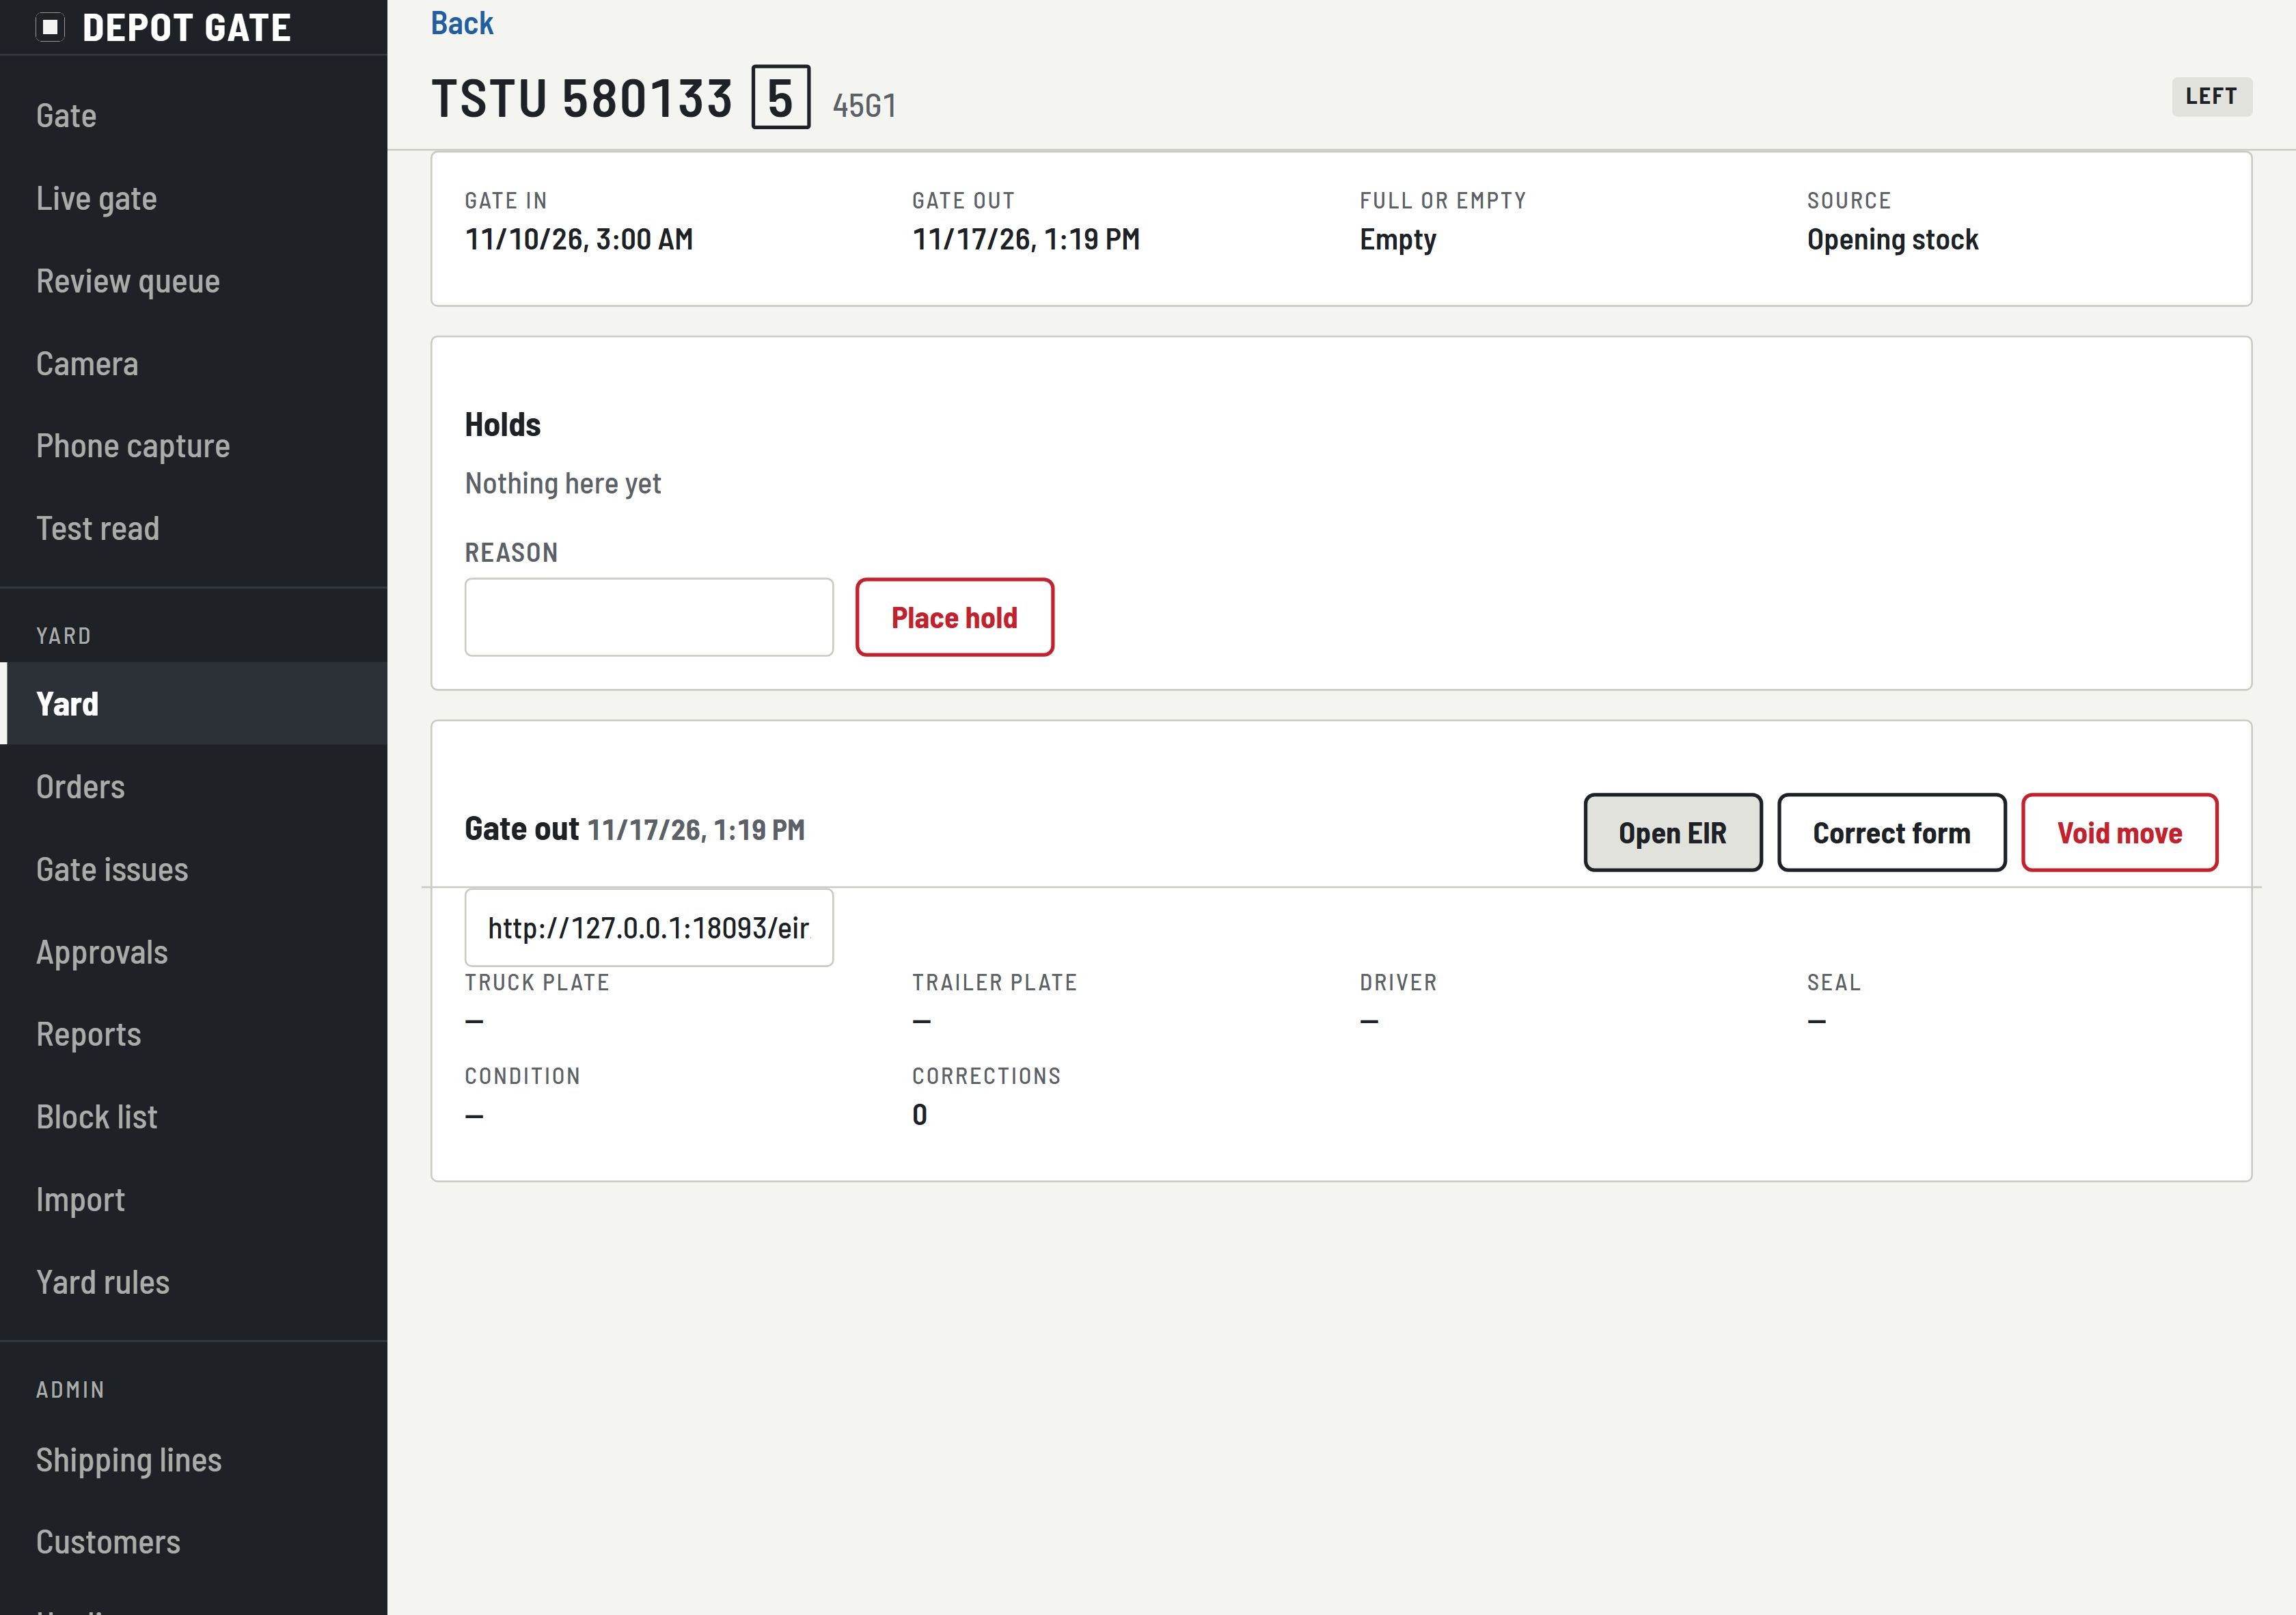 DEPOT GATE
Gate
Live gate
Review queue
Camera
Phone capture
Test read
YARD
Yard
Orders
Gate issues
Approvals
Reports
Block list
Import
Yard rules
ADMIN
Shipping lines
Customers
Back
TSTU 580133 5 45G1
LEFT
GATE IN GATE OUT FULL OR EMPTY SOURCE
11/10/26, 3:00 AM 11/17/26, 1:19 PM Empty Opening stock
Holds
Nothing here yet
REASON
Place hold
Gate out 11/17/26, 1:19 PM Open EIR Correct form Void move
http://127.0.0.1:18093/eir
TRUCK PLATE TRAILER PLATE DRIVER SEAL
– – – –
CONDITION CORRECTIONS
– 0